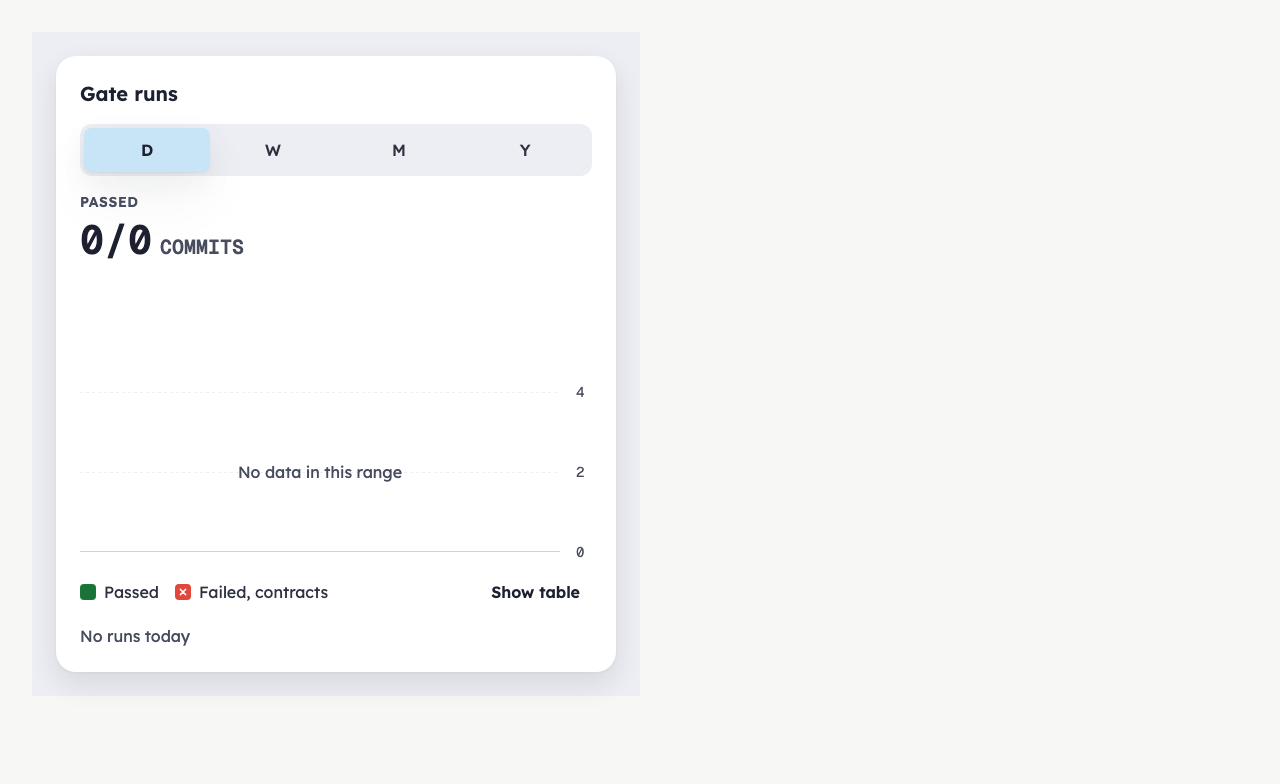 Gate runs
D W M Y
PASSED
0/0 COMMITS
4
No data in this range 2
0
Passed Failed, contracts Show table
No runs today